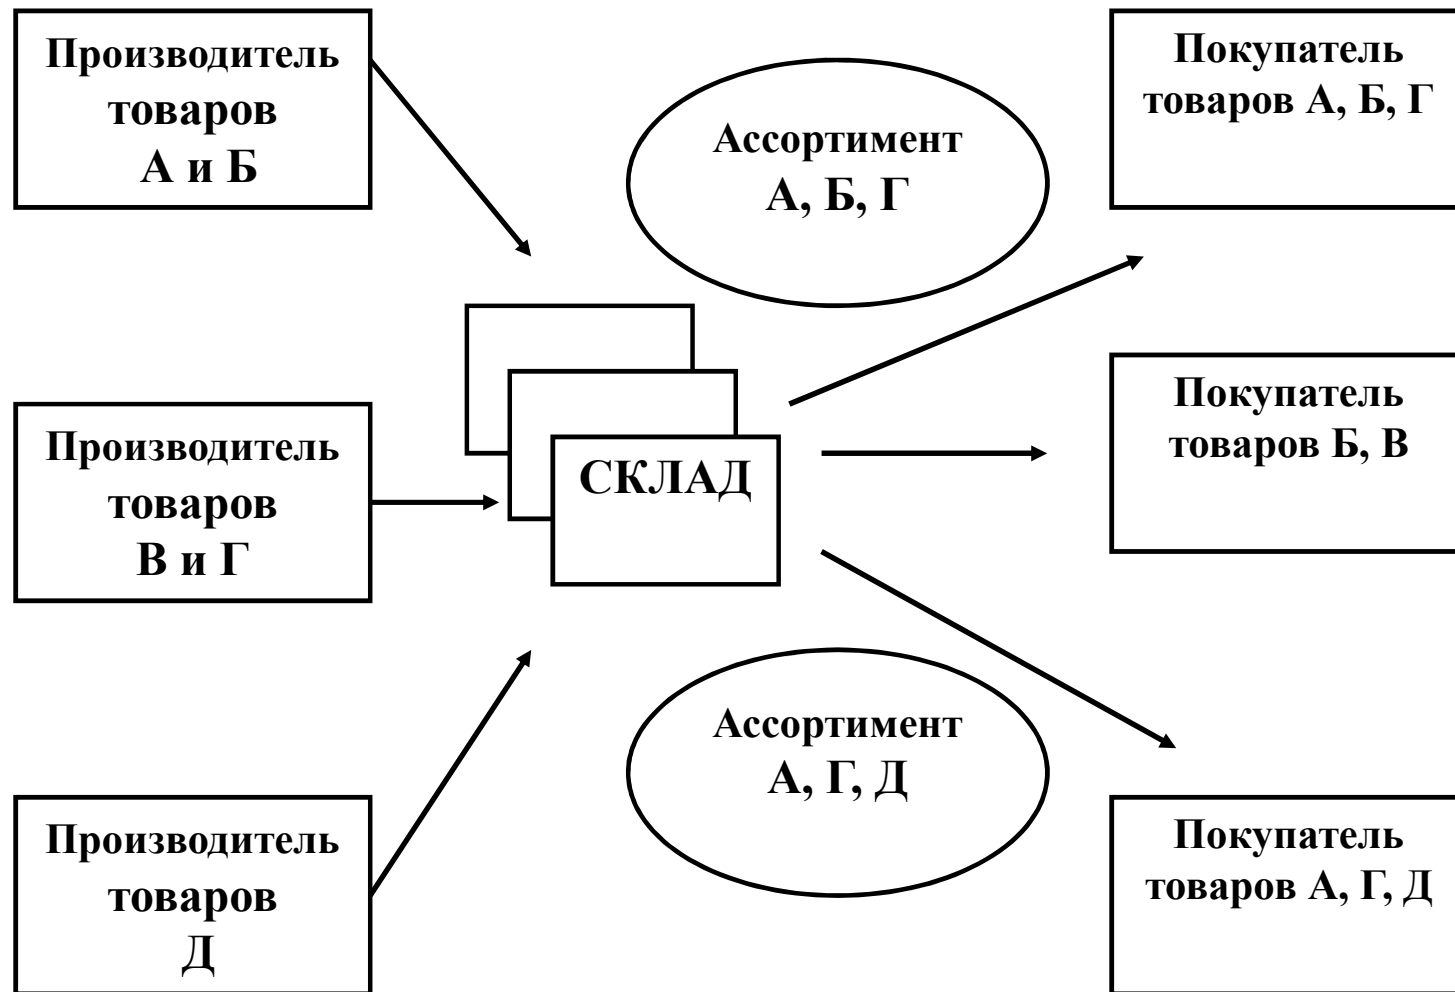 Производитель
товаров
А и Б
Ассортимент
А, Б, Г
Покупатель
товаров А, Б, Г
Производитель
товаров
В и Г
СКЛАД
Покупатель
товаров Б, В
Производитель
товаров
Д
Ассортимент
А, Г, Д
Покупатель
товаров А, Г, Д